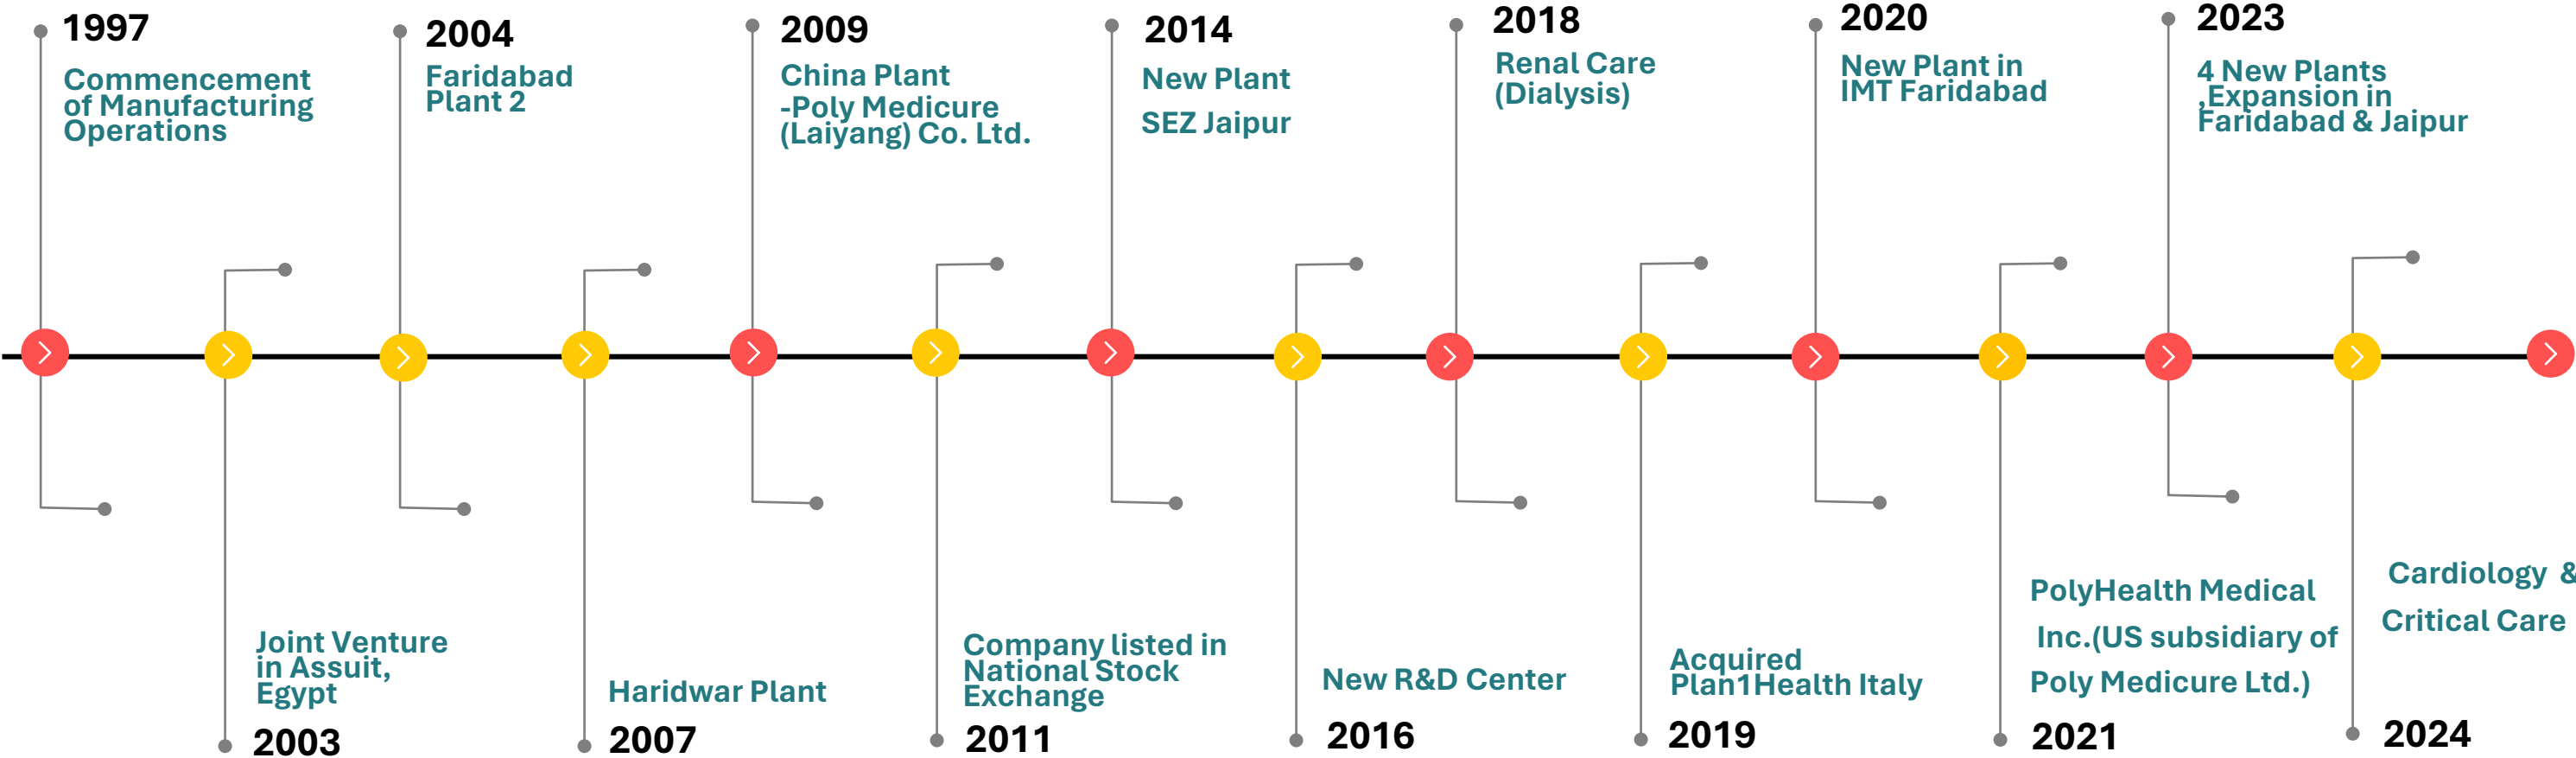 1997
Commencement
of Manufacturing
Operations
Joint Venture
in Assuit,
Egypt
2003
2004
Faridabad
Plant 2
Haridwar Plant
2007
2009
China Plant
-Poly Medicure
(Laiyang) Co. Ltd.
Company listed in
National Stock
Exchange
2011
2014
New Plant
SEZ Jaipur
New R&D Center
2016
2018
Renal Care
(Dialysis)
Acquired
Plan1Health Italy
2019
2020
New Plant in
IMT Faridabad
PolyHealth Medical
Inc.(US subsidiary of
Poly Medicure Ltd.)
2021
2023
4 New Plants
,Expansion in
Faridabad & Jaipur
Cardiology &
Critical Care
2024